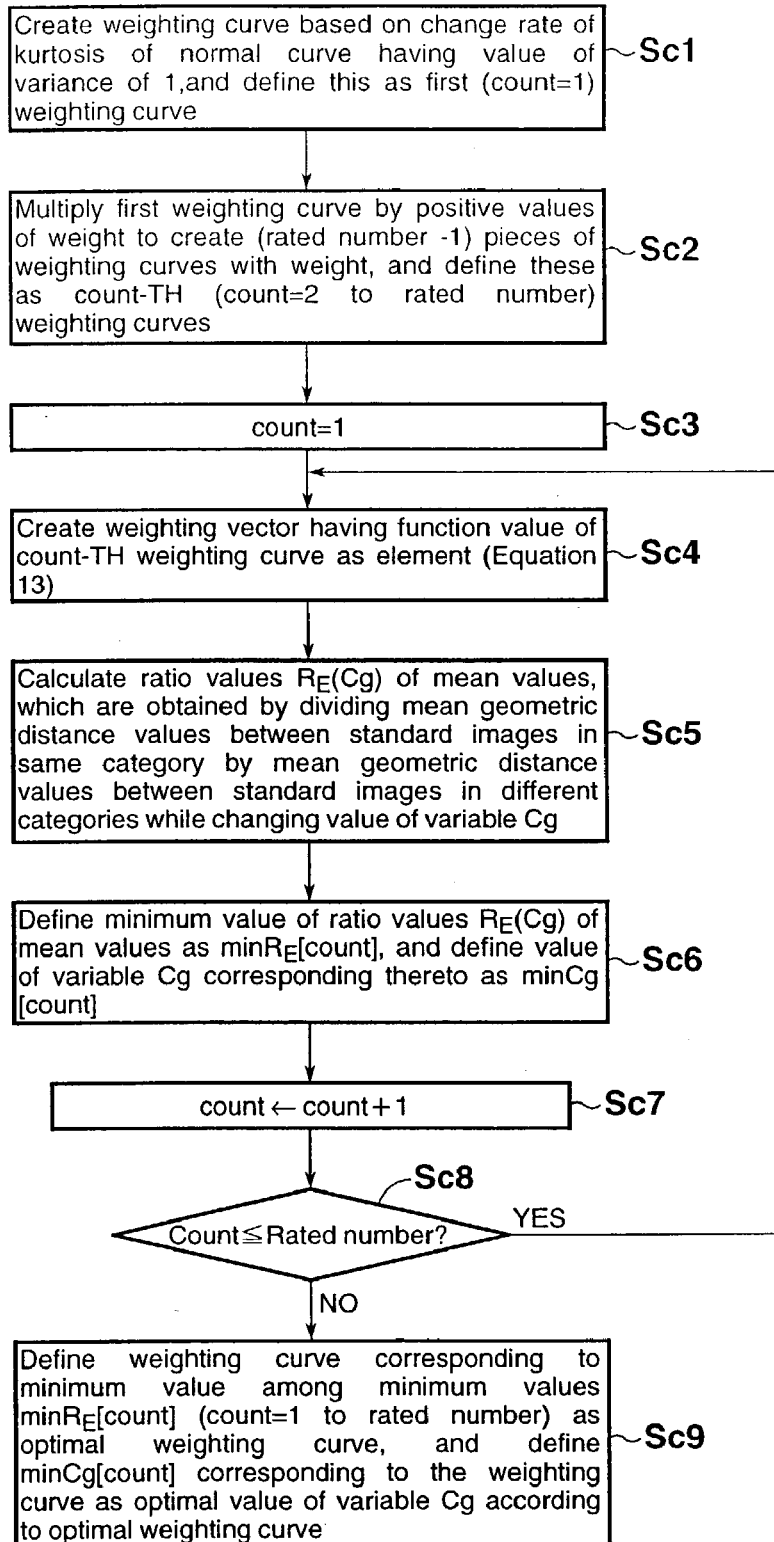 Create weighting curve based on change rate of
kurtosis of normal curve having value of
variance of 1,and define this as first (count=1)
weighting curve
Sc1
Multiply first weighting curve by positive values
of weight to create (rated number -1) pieces of
weighting curves with weight, and define these
as count-TH (count=2 to rated number)
weighting curves
Sc2
count=1
Sc3
Create weighting vector having function value of
count-TH weighting curve as element (Equation
13)
Sc4
Calculate ratio values RE(Cg) of mean values,
which are obtained by dividing mean geometric
distance values between standard images in
same category by mean geometric distance
values between standard images in different
categories while changing value of variable Cg
Sc5
Define minimum value of ratio values RE(Cg) of
mean values as minRE[count], and define value
of variable Cg corresponding thereto as minCg
[count]
Sc6
count ← count+1
Sc7
Sc8
Count≦Rated number?
YES
NO
Define weighting curve corresponding to
minimum value among minimum values
minRE[count] (count=1 to rated number) as
optimal weighting curve, and define
minCg[count] corresponding to the weighting
curve as optimal value of variable Cg according
to optimal weighting curve
Sc9